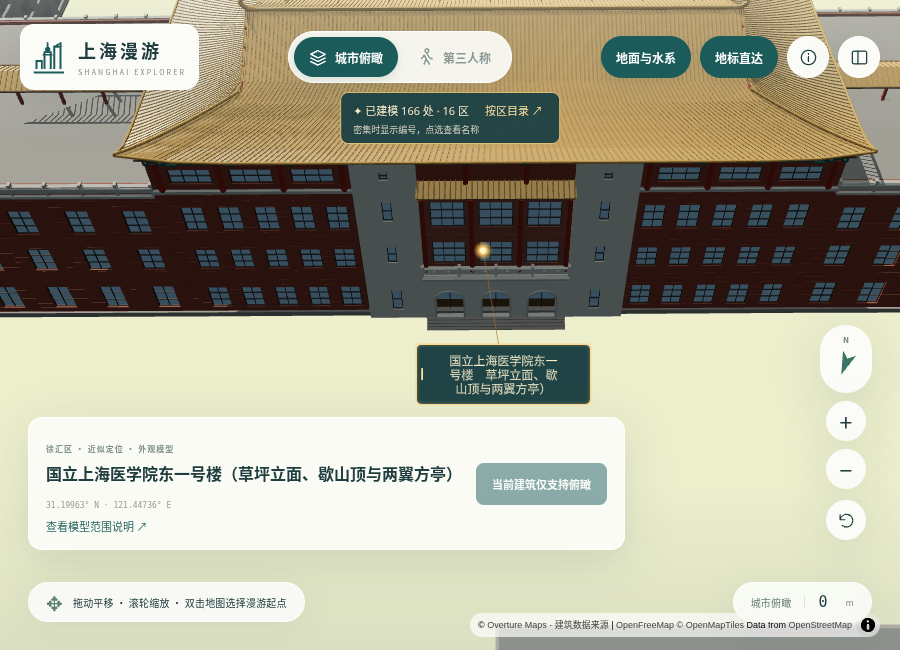 上海漫游
SHANGHAI EXPLORER
城市俯瞰
第三人称
地面与水系
地标直达
✦ 已建模 166 处 · 16 区 按区目录 ↗
密集时显示编号，点选查看名称
国立上海医学院东一
号楼 草坪立面、歇
山顶与两翼方亭）
N
徐汇区 · 近似定位 · 外观模型
国立上海医学院东一号楼（草坪立面、歇山顶与两翼方亭）
当前建筑仅支持俯瞰
31.19963° N · 121.44736° E
查看模型范围说明 ↗
拖动平移 · 滚轮缩放 · 双击地图选择漫游起点
城市俯瞰 0 m
© Overture Maps · 建筑数据来源 | OpenFreeMap © OpenMapTiles Data from OpenStreetMap